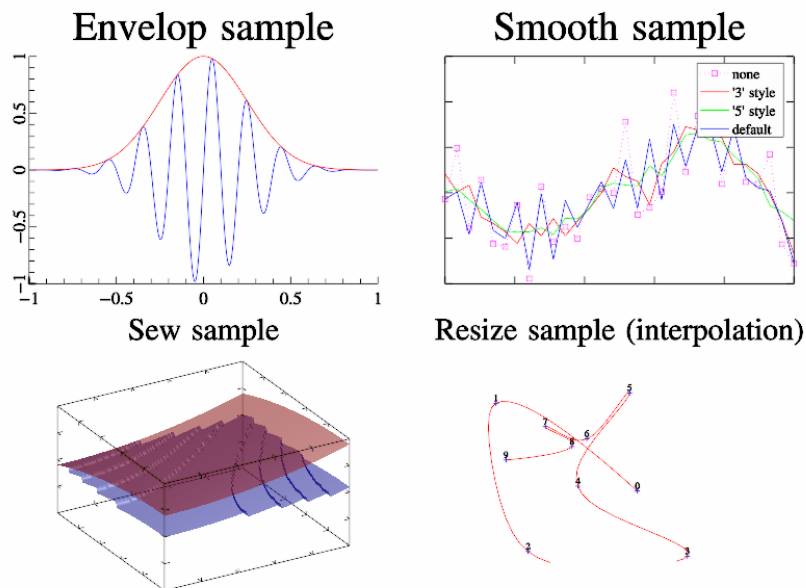 Envelop sample
Smooth sample
1
0.5
0
−0.5
−1
−1
−0.5
0
0.5
1
none
'3' style
'5' style
default
Sew sample
Resize sample (interpolation)
5
1
7
6
8
9
4
0
2
3